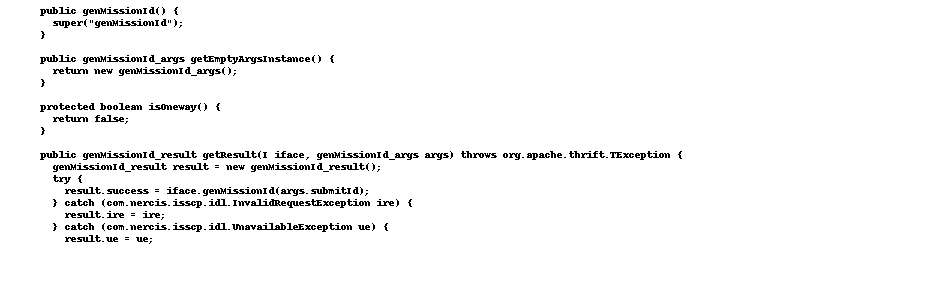 public genMissionId() {
super("genMissionId");
}
public genMissionId_args getEmptyArgsInstance() {
return new genMissionId_args();
}
protected boolean isOneway() {
return false;
}
public genMissionId_result getResult(I iface, genMissionId_args args) throws org.apache.thrift.TException {
genMissionId_result result = new genMissionId_result();
try {
result.success = iface.genMissionId(args.submitId);
} catch (com.nercis.isscp.idl.InvalidRequestException ire) {
result.ire = ire;
} catch (com.nercis.isscp.idl.UnavailableException ue) {
result.ue = ue;